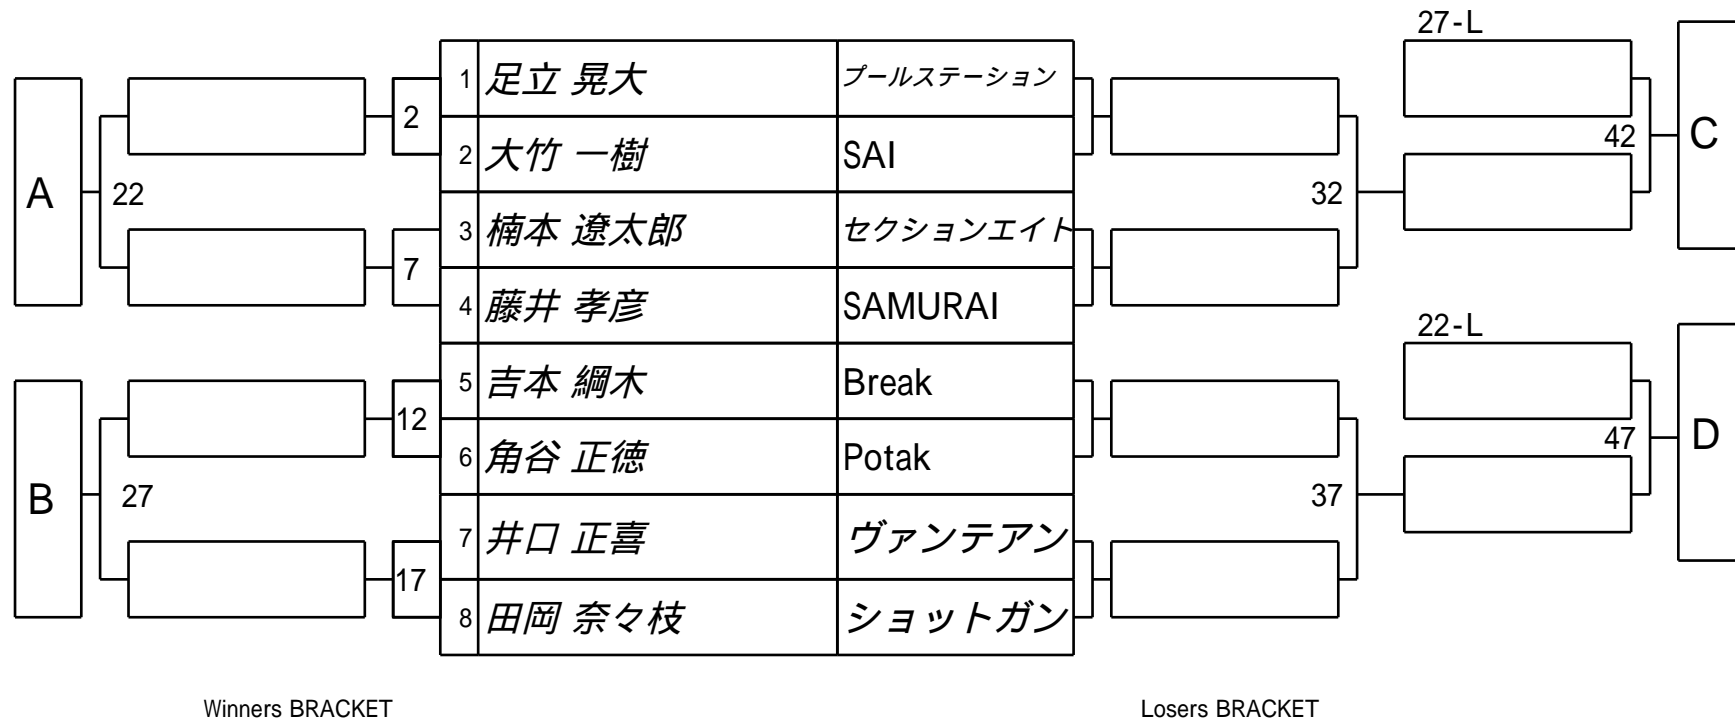 27-L
1 足立 晃大 プールステーション
2
2 大竹 一樹 SAI
42
C
A
22
32
3 楠本 遼太郎 セクションエイト
7
4 藤井 孝彦 SAMURAI
22-L
5 吉本 綱木 Break
12
6 角谷 正徳 Potak
47
D
B
27
37
7 井口 正喜 ヴァンテアン
17
8 田岡 奈々枝 ショットガン
Winners BRACKET
Losers BRACKET